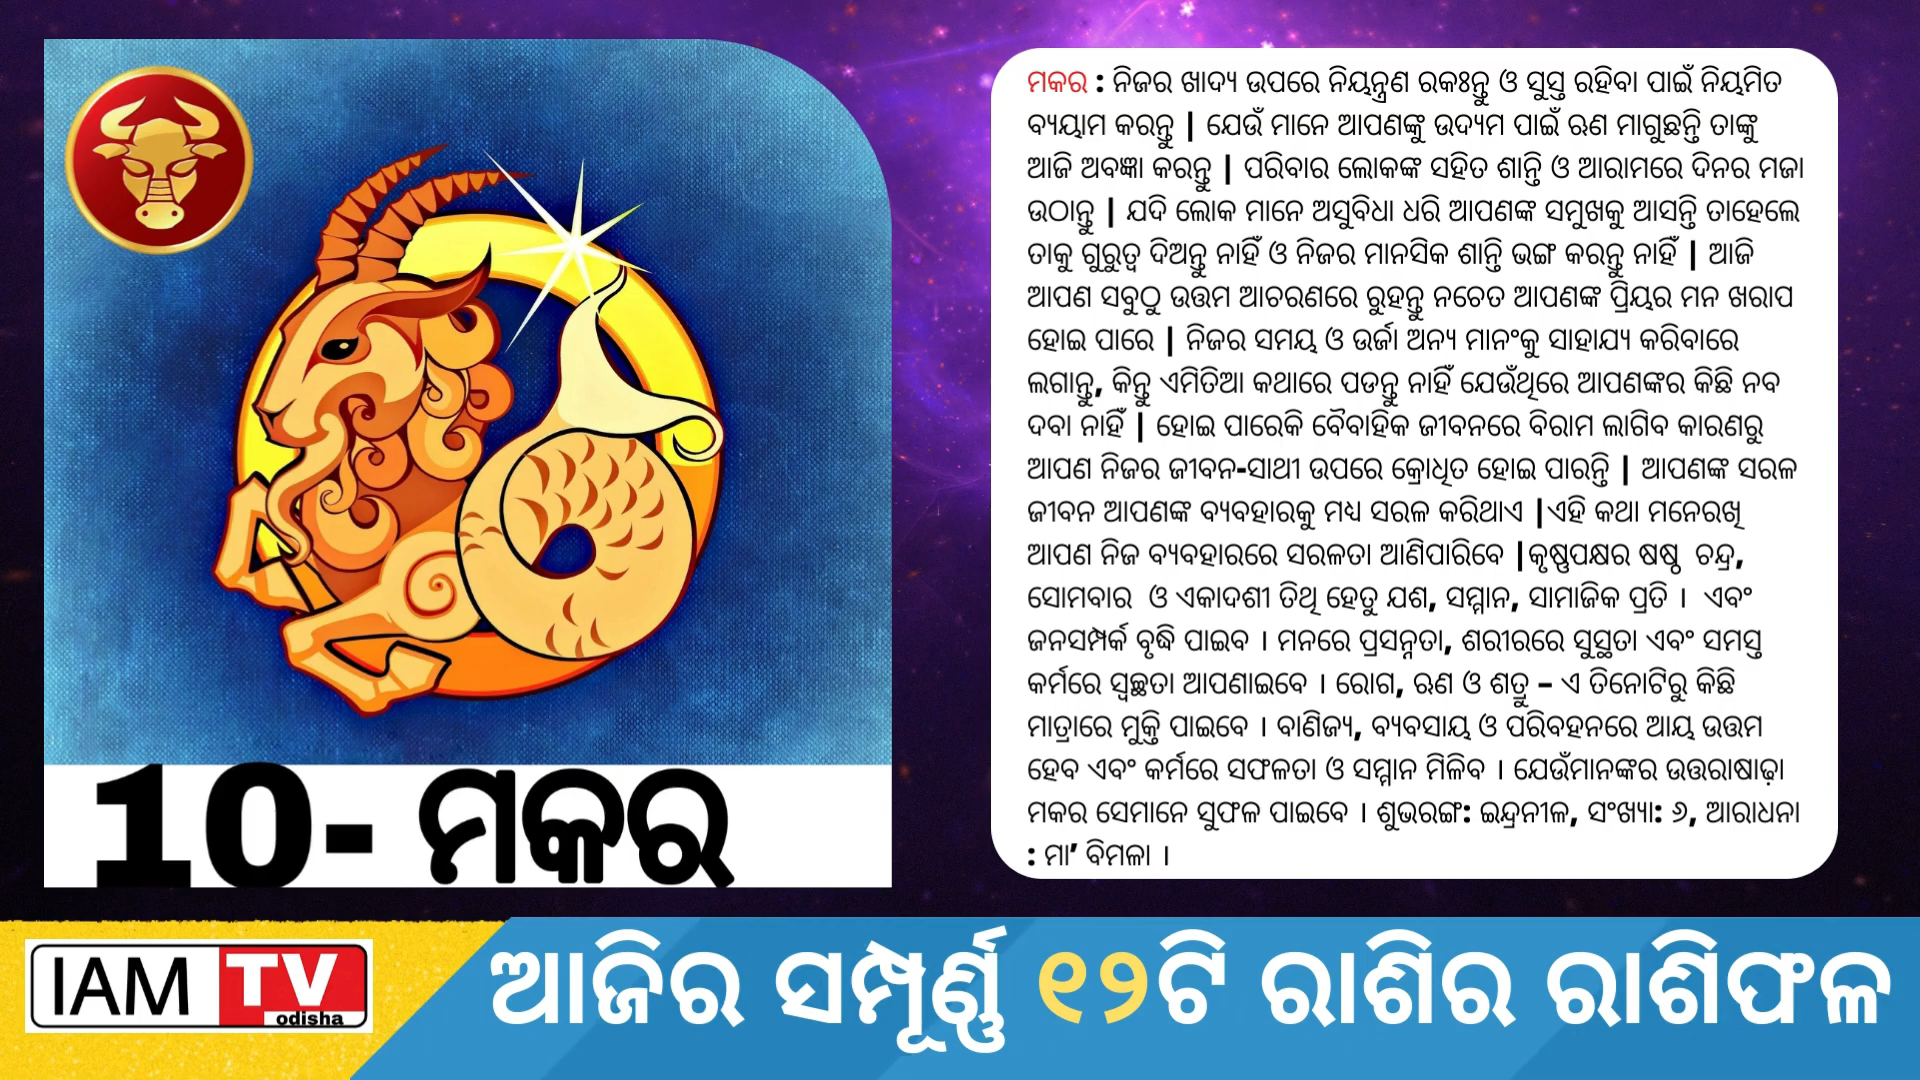 10- ମକର
ମକର : ନିଜର ଖାଦ୍ୟ ଉପରେ ନିୟନ୍ତ୍ରଣ ରକଃନ୍ତୁ ଓ ସୁସ୍ତ ରହିବା ପାଇଁ ନିୟମିତ
ବ୍ୟୟାମ କରନ୍ତୁ | ଯେଉଁ ମାନେ ଆପଣଙ୍କୁ ଉଦ୍ୟମ ପାଇଁ ଋଣ ମାଗୁଛନ୍ତି ତାଙ୍କୁ
ଆଜି ଅବଜ୍ଞା କରନ୍ତୁ | ପରିବାର ଲୋକଙ୍କ ସହିତ ଶାନ୍ତି ଓ ଆରାମରେ ଦିନର ମଜା
ଉଠାନ୍ତୁ | ଯଦି ଲୋକ ମାନେ ଅସୁବିଧା ଧରି ଆପଣଙ୍କ ସମୁଖକୁ ଆସନ୍ତି ତାହେଲେ
ତାକୁ ଗୁରୁତ୍ୱ ଦିଅନ୍ତୁ ନାହିଁ ଓ ନିଜର ମାନସିକ ଶାନ୍ତି ଭଙ୍ଗ କରନ୍ତୁ ନାହିଁ | ଆଜି
ଆପଣ ସବୁଠୁ ଉତ୍ତମ ଆଚରଣରେ ରୁହନ୍ତୁ ନଚେତ ଆପଣଙ୍କ ପ୍ରିୟର ମନ ଖରାପ
ହୋଇ ପାରେ | ନିଜର ସମୟ ଓ ଉର୍ଜା ଅନ୍ୟ ମାନଂକୁ ସାହାଯ୍ୟ କରିବାରେ
ଲଗାନ୍ତୁ, କିନ୍ତୁ ଏମିତିଆ କଥାରେ ପଡନ୍ତୁ ନାହିଁ ଯେଉଁଥିରେ ଆପଣଙ୍କର କିଛି ନବ
ଦବା ନାହିଁ | ହୋଇ ପାରେକି ବୈବାହିକ ଜୀବନରେ ବିରାମ ଲାଗିବ କାରଣରୁ
ଆପଣ ନିଜର ଜୀବନ-ସାଥୀ ଉପରେ କ୍ରୋଧିତ ହୋଇ ପାରନ୍ତି | ଆପଣଙ୍କ ସରଳ
ଜୀବନ ଆପଣଙ୍କ ବ୍ୟବହାରକୁ ମଧ୍ୟ ସରଳ କରିଥାଏ |ଏହି କଥା ମନେରଖି
ଆପଣ ନିଜ ବ୍ୟବହାରରେ ସରଳତା ଆଣିପାରିବେ |କୃଷ୍ଣପକ୍ଷର ଷଷ୍ଠ ଚନ୍ଦ୍ର,
ସୋମବାର ଓ ଏକାଦଶୀ ତିଥି ହେତୁ ଯଶ, ସମ୍ମାନ, ସାମାଜିକ ପ୍ରତି । ଏବଂ
ଜନସମ୍ପର୍କ ବୃଦ୍ଧି ପାଇବ । ମନରେ ପ୍ରସନ୍ନତା, ଶରୀରରେ ସୁସ୍ଥତା ଏବଂ ସମସ୍ତ
କର୍ମରେ ସ୍ୱଚ୍ଛତା ଆପଣାଇବେ । ରୋଗ, ଋଣ ଓ ଶତ୍ରୁ – ଏ ତିନୋଟିରୁ କିଛି
ମାତ୍ରାରେ ମୁକ୍ତି ପାଇବେ । ବାଣିଜ୍ୟ, ବ୍ୟବସାୟ ଓ ପରିବହନରେ ଆୟ ଉତ୍ତମ
ହେବ ଏବଂ କର୍ମରେ ସଫଳତା ଓ ସମ୍ମାନ ମିଳିବ । ଯେଉଁମାନଙ୍କର ଉତ୍ତରାଷାଢ଼ା
ମକର ସେମାନେ ସୁଫଳ ପାଇବେ । ଶୁଭରଙ୍ଗ: ଇନ୍ଦ୍ରନୀଳ, ସଂଖ୍ୟା: ୬, ଆରାଧନା
: ମା’ ବିମଳା ।
IAM TV
odisha
ଆଜିର ସମ୍ପୂର୍ଣ୍ଣ ୧୨ଟି ରାଶିର ରାଶିଫଳ